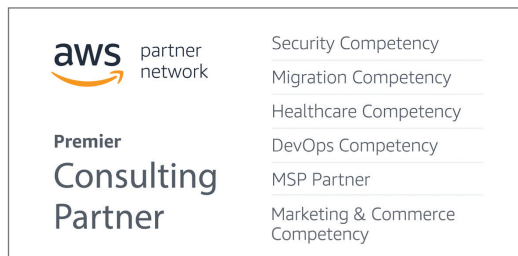 aws partner
network
Premier
Consulting
Partner
Security Competency
Migration Competency
Healthcare Competency
DevOps Competency
MSP Partner
Marketing & Commerce
Competency